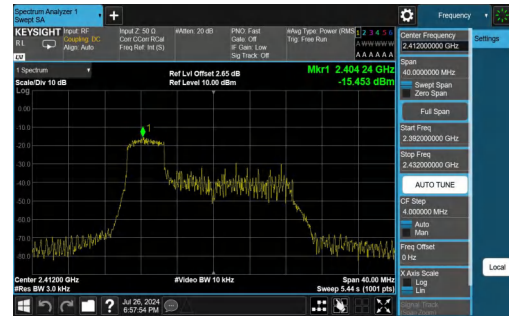 Spectrum Analyzer 1
Swept SA
Frequency
KEYSIGHT
Input: RF
Input Z: 50 Ω
#Atten: 20 dB
PNO: Fast
#Avg Type: Power (RMS
1 2 3 4 5 6
R L
Coupling: DC
Corr CCorr RCal
Gate: Off
Trig: Free Run
A W W W W W
Align: Auto
Freq Ref: Int (S)
IF Gain: Low
Sig Track: Off
A A A A A A
LXI
1 Spectrum
Ref Lvl Offset 2.65 dB
Mkr1 2.404 24 GHz
Scale/Div 10 dB
Ref Level 10.00 dBm
-15.453 dBm
Log
1
0.00
-10.0
-20.0
-30.0
-40.0
-50.0
-60.0
-70.0
-80.0
Center 2.41200 GHz
#Video BW 10 kHz
Span 40.00 MHz
#Res BW 3.0 kHz
Sweep 5.44 s (1001 pts)
Jul 26, 2024
6:57:54 PM
Center Frequency
2.412000000 GHz
Settings
Span
40.0000000 MHz
Swept Span
Zero Span
Full Span
Start Freq
2.392000000 GHz
Stop Freq
2.432000000 GHz
AUTO TUNE
CF Step
4.000000 MHz
Auto
Man
Freq Offset
0 Hz
X Axis Scale
Log
Lin
Local
Signal Track